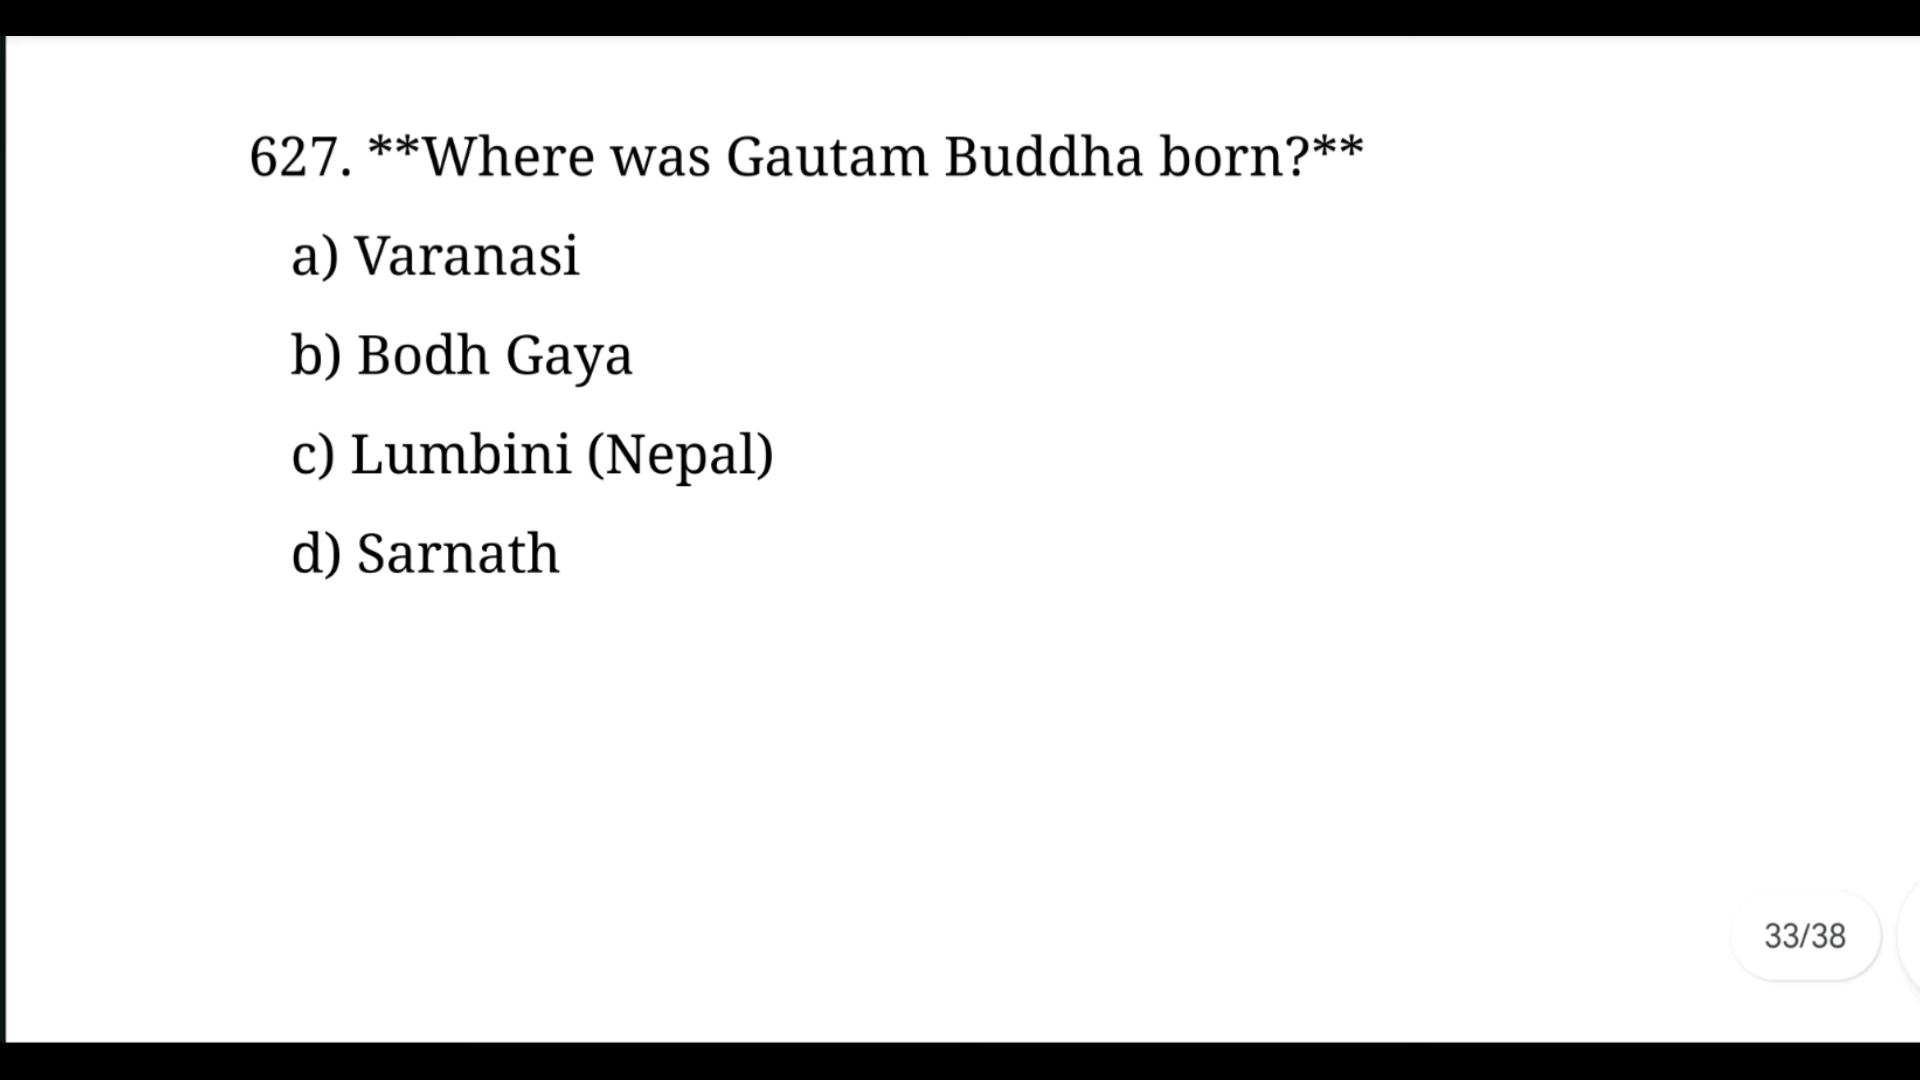 627. **Where was Gautam Buddha born?**
a) Varanasi
b) Bodh Gaya
c) Lumbini (Nepal)
d) Sarnath
33/38